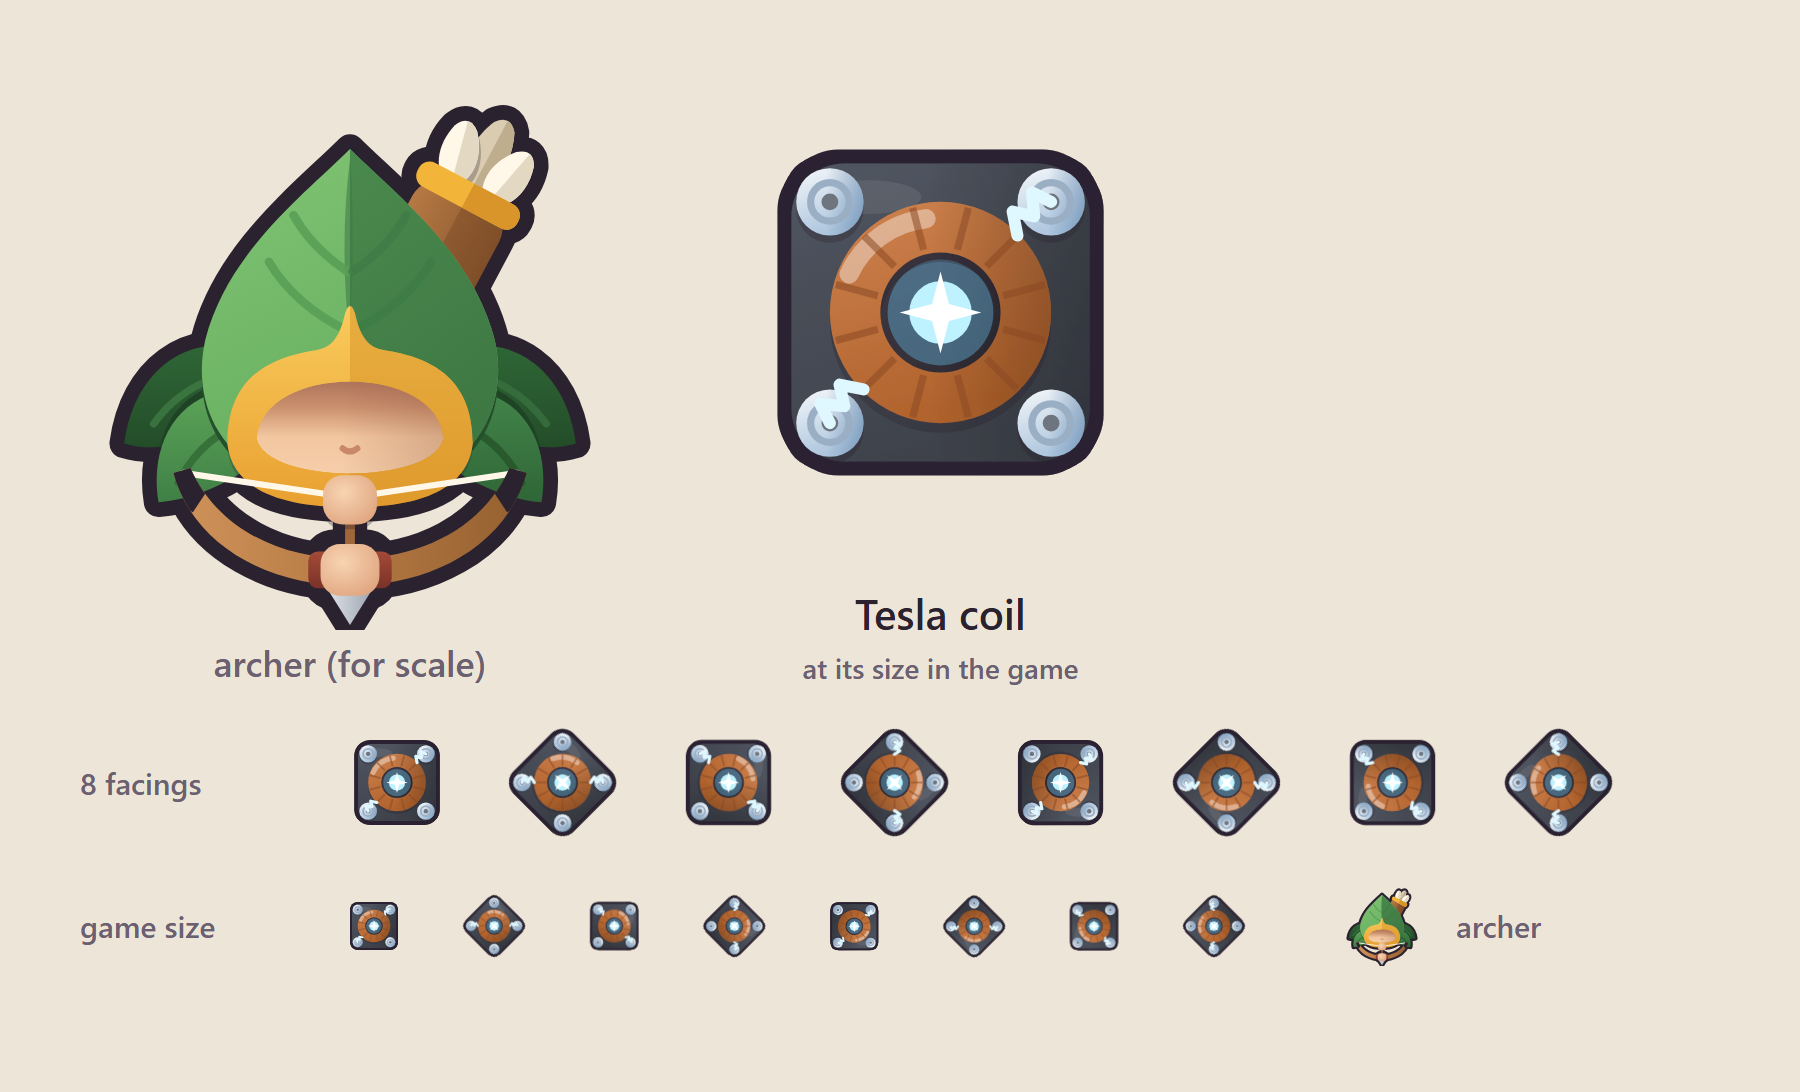 Tesla coil
archer (for scale)
at its size in the game
8 facings
game size
archer